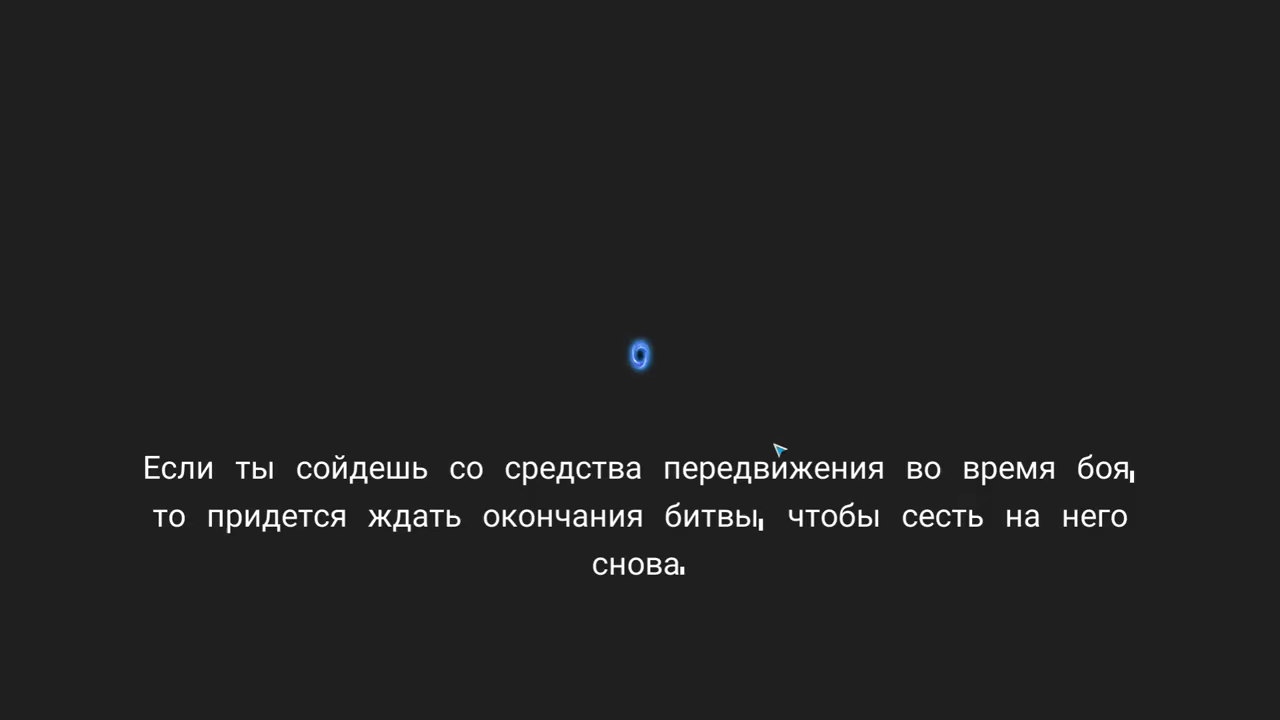 Если ты сойдешь со средства передвижения во время боя,
то придется ждать окончания битвы, чтобы сесть на него
снова.